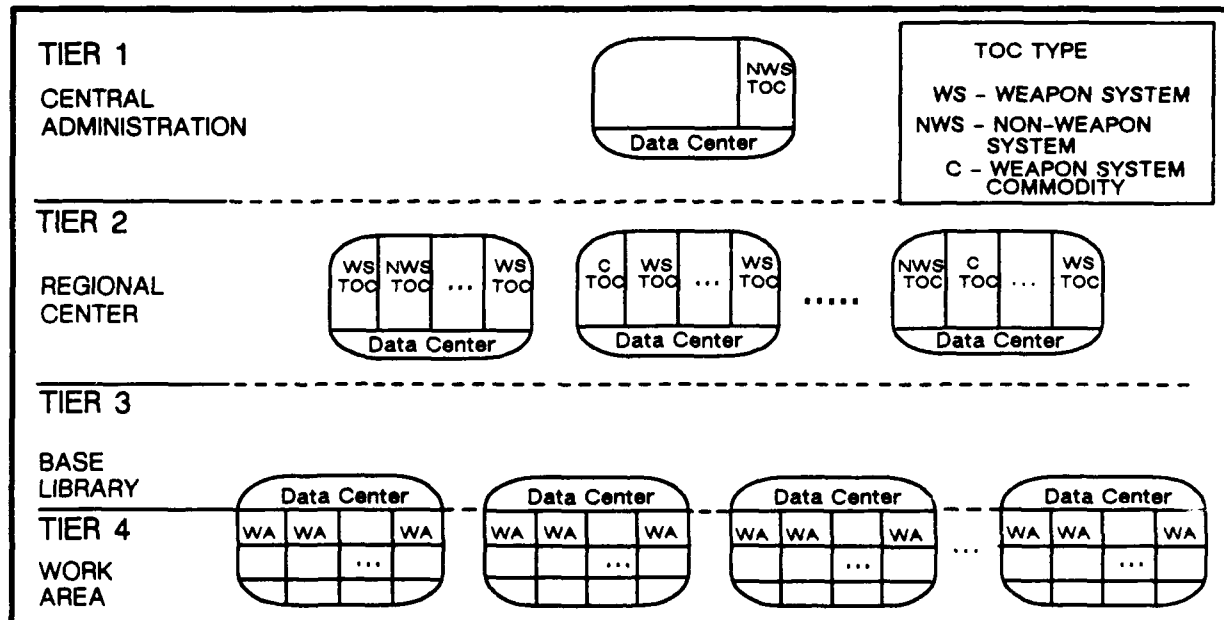 TIER 1
CENTRAL
ADMINISTRATION
NWS
TOC
Data Center
TOC TYPE
WS - WEAPON SYSTEM
NWS - NON-WEAPON
SYSTEM
C - WEAPON SYSTEM
COMMODITY
TIER 2
REGIONAL
CENTER
WS NWS WS
TOC TOC ... TOC
Data Center
C WS WS
TOC TOC ... TOC
Data Center
.....
NWS C WS
TOC TOC ... TOC
Data Center
TIER 3
BASE
LIBRARY
Data Center Data Center Data Center Data Center
TIER 4
WORK
AREA
WA WA WA
...
WA WA WA
...
WA WA WA
...
...
WA WA WA
...